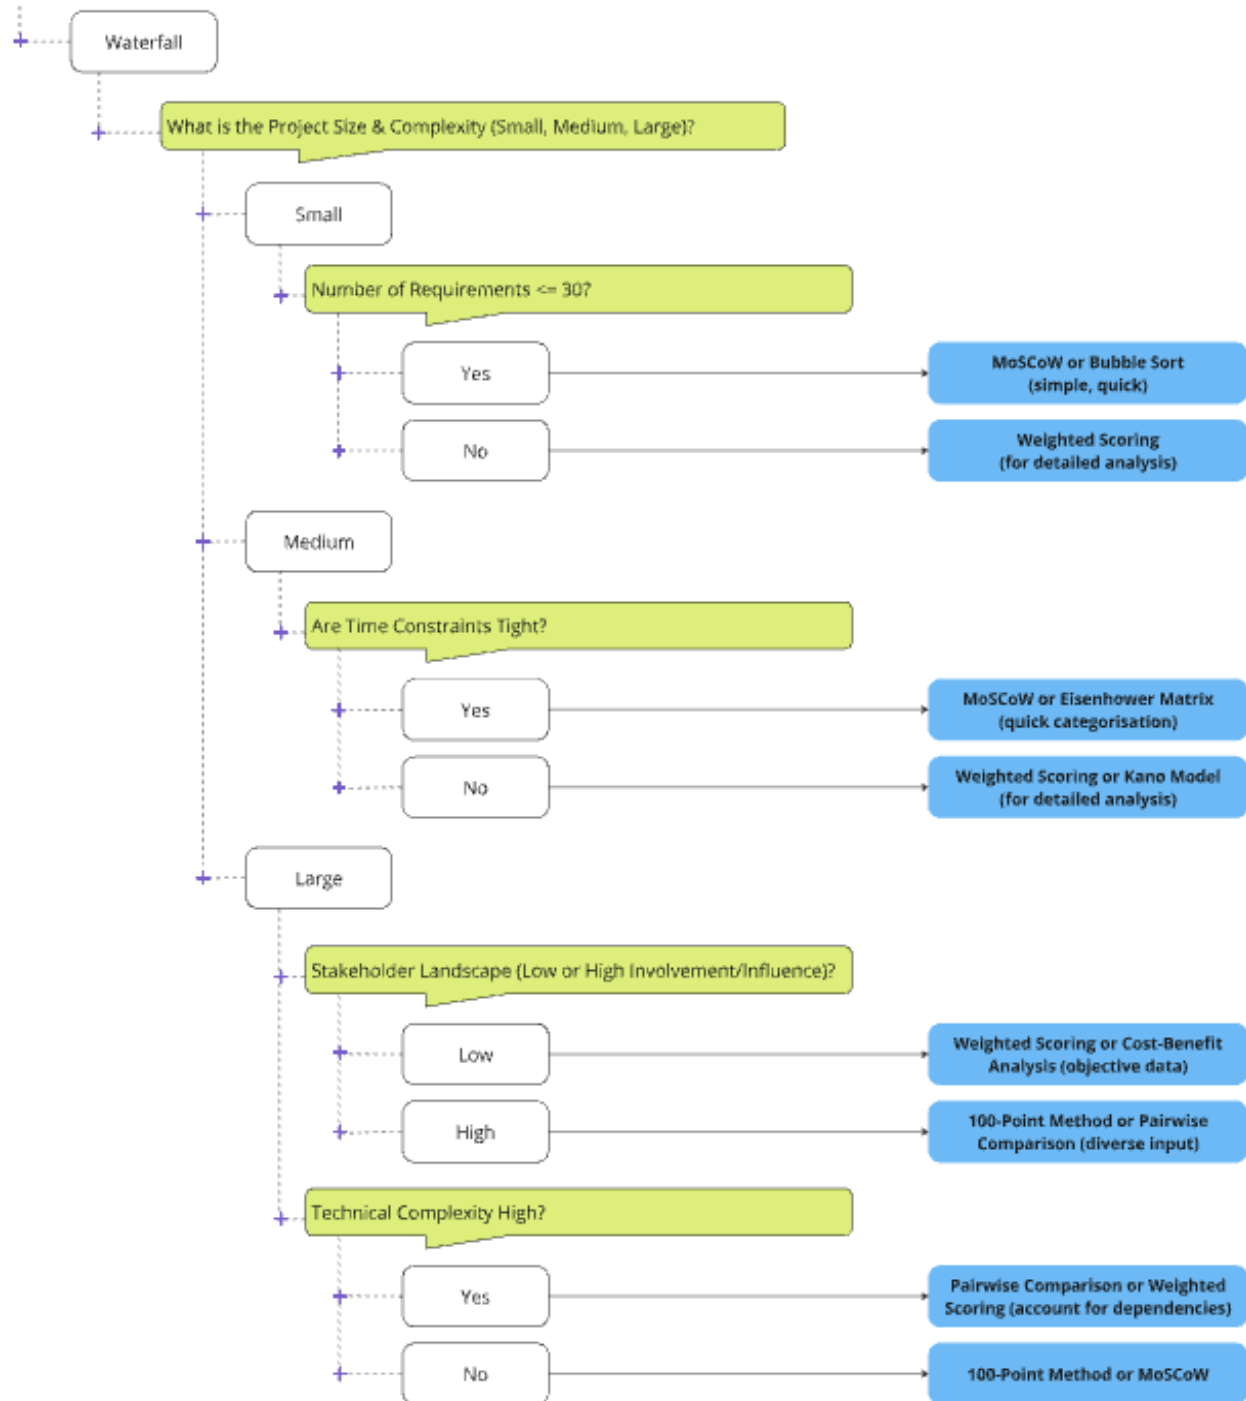 Waterfall
What is the Project Size & Complexity (Small, Medium, Large)?
Small
Number of Requirements <= 30?
Yes
MoSCoW or Bubble Sort
(simple, quick)
No
Weighted Scoring
(for detailed analysis)
Medium
Are Time Constraints Tight?
Yes
MoSCoW or Eisenhower Matrix
(quick categorisation)
No
Weighted Scoring or Kano Model
(for detailed analysis)
Large
Stakeholder Landscape (Low or High Involvement/Influence)?
Low
Weighted Scoring or Cost-Benefit
Analysis (objective data)
High
100-Point Method or Pairwise
Comparison (diverse input)
Technical Complexity High?
Yes
Pairwise Comparison or Weighted
Scoring (account for dependencies)
No
100-Point Method or MoSCoW